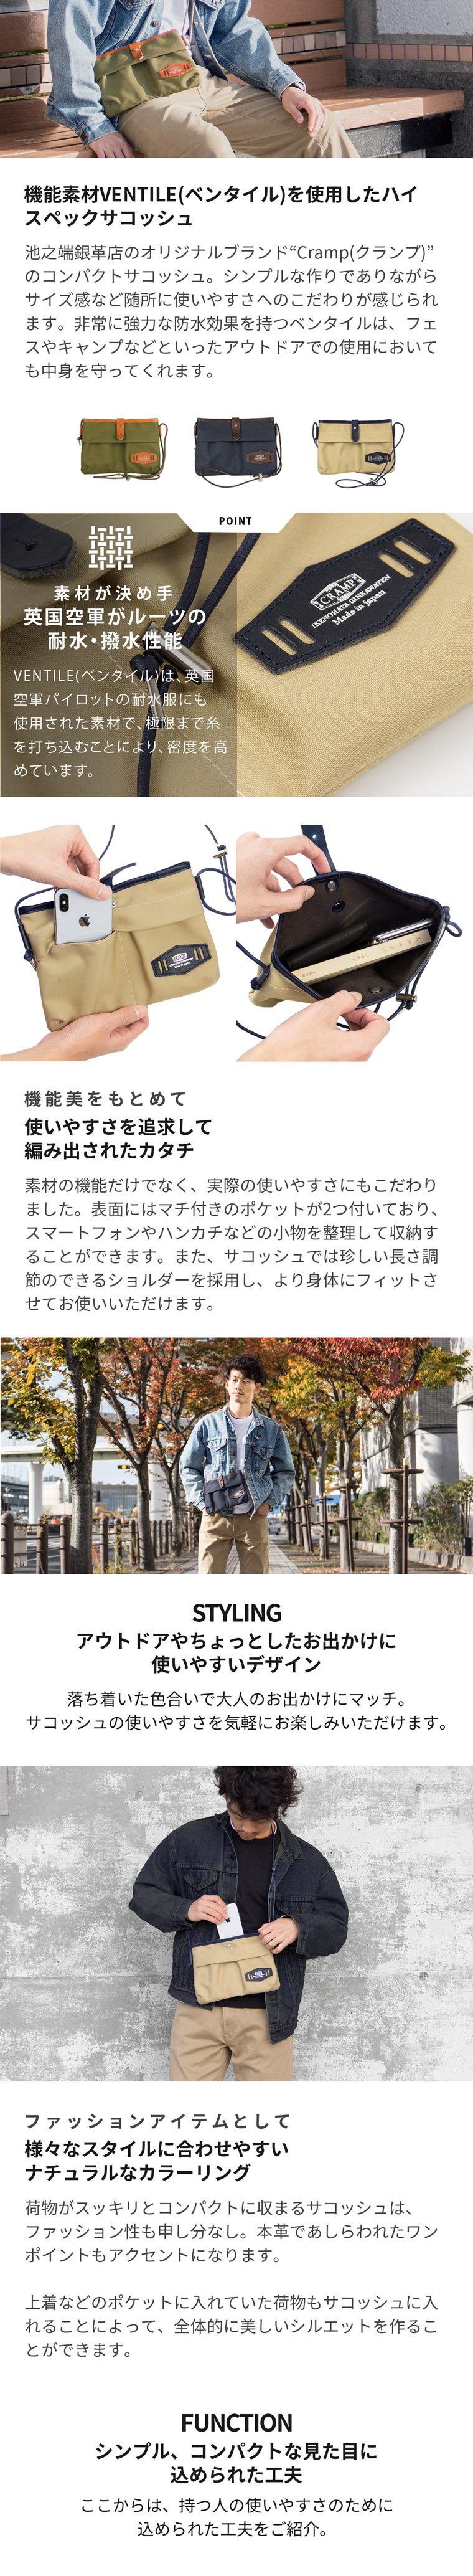 機能素材VENTILE(ベンタイル)を使用したハイ
スペックサコッシュ
池之端銀革店のオリジナルブランド“Cramp(クランプ)”
のコンパクトサコッシュ。シンプルな作りでありながら
サイズ感など随所に使いやすさへのこだわりが感じられ
ます。非常に強力な防水効果を持つベンタイルは、フェ
スやキャンプなどといったアウトドアでの使用において
も中身を守ってくれます。
POINT
素材が決め手
英国空軍がルーツの
耐水・撥水性能
VENTILE(ベンタイル)は、英国
空軍パイロットの耐水服にも
使用された素材で、極限まで糸
を打ち込むことにより、密度を高
めています。
CRAMP
IKENOHATA GINKAWATEN
Made in Japan
機能美をもとめて
使いやすさを追求して
編み出されたカタチ
素材の機能だけでなく、実際の使いやすさにもこだわり
ました。表面にはマチ付きのポケットが2つ付いており、
スマートフォンやハンカチなどの小物を整理して収納す
ることができます。また、サコッシュでは珍しい長さ調
節のできるショルダーを採用し、より身体にフィットさ
せてお使いいただけます。
STYLING
アウトドアやちょっとしたお出かけに
使いやすいデザイン
落ち着いた色合いで大人のお出かけにマッチ。
サコッシュの使いやすさを気軽にお楽しみいただけます。
ファッションアイテムとして
様々なスタイルに合わせやすい
ナチュラルなカラーリング
荷物がスッキリとコンパクトに収まるサコッシュは、
ファッション性も申し分なし。本革であしらわれたワン
ポイントもアクセントになります。
上着などのポケットに入れていた荷物もサコッシュに入
れることによって、全体的に美しいシルエットを作るこ
とができます。
FUNCTION
シンプル、コンパクトな見た目に
込められた工夫
ここからは、持つ人の使いやすさのために
込められた工夫をご紹介。